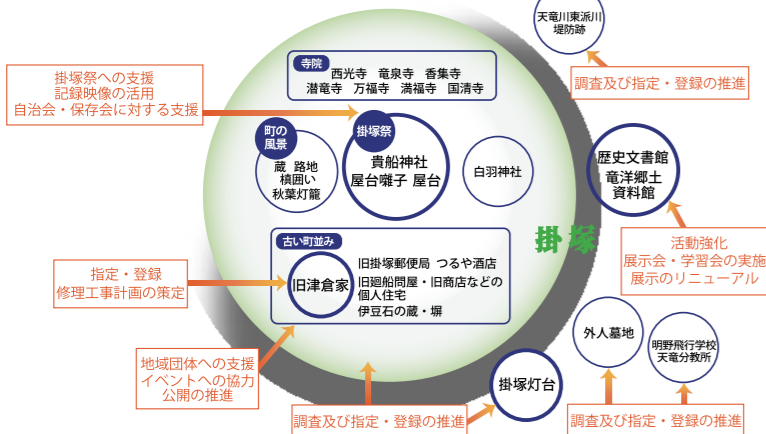 天竜川東派川
堤防跡
調査及び指定・登録の推進
寺院
西光寺 竜泉寺 香集寺
潜竜寺 万福寺 満福寺 国清寺
掛塚祭への支援
記録映像の活用
自治会・保存会に対する支援
町の
風景
蔵 路地
槙囲い
秋葉灯籠
掛塚祭
貴船神社
屋台囃子 屋台
白羽神社
歴史文書館
竜洋郷土
資料館
掛塚
活動強化
展示会・学習会の実施
展示のリニューアル
古い町並み
旧津倉家
旧掛塚郵便局 つるや酒店
旧廻船問屋・旧商店などの
個人住宅
伊豆石の蔵・塀
指定・登録
修理工事計画の策定
地域団体への支援
イベントへの協力
公開の推進
調査及び指定・登録の推進
掛塚灯台
外人墓地
明野飛行学校
天竜分教所
調査及び指定・登録の推進